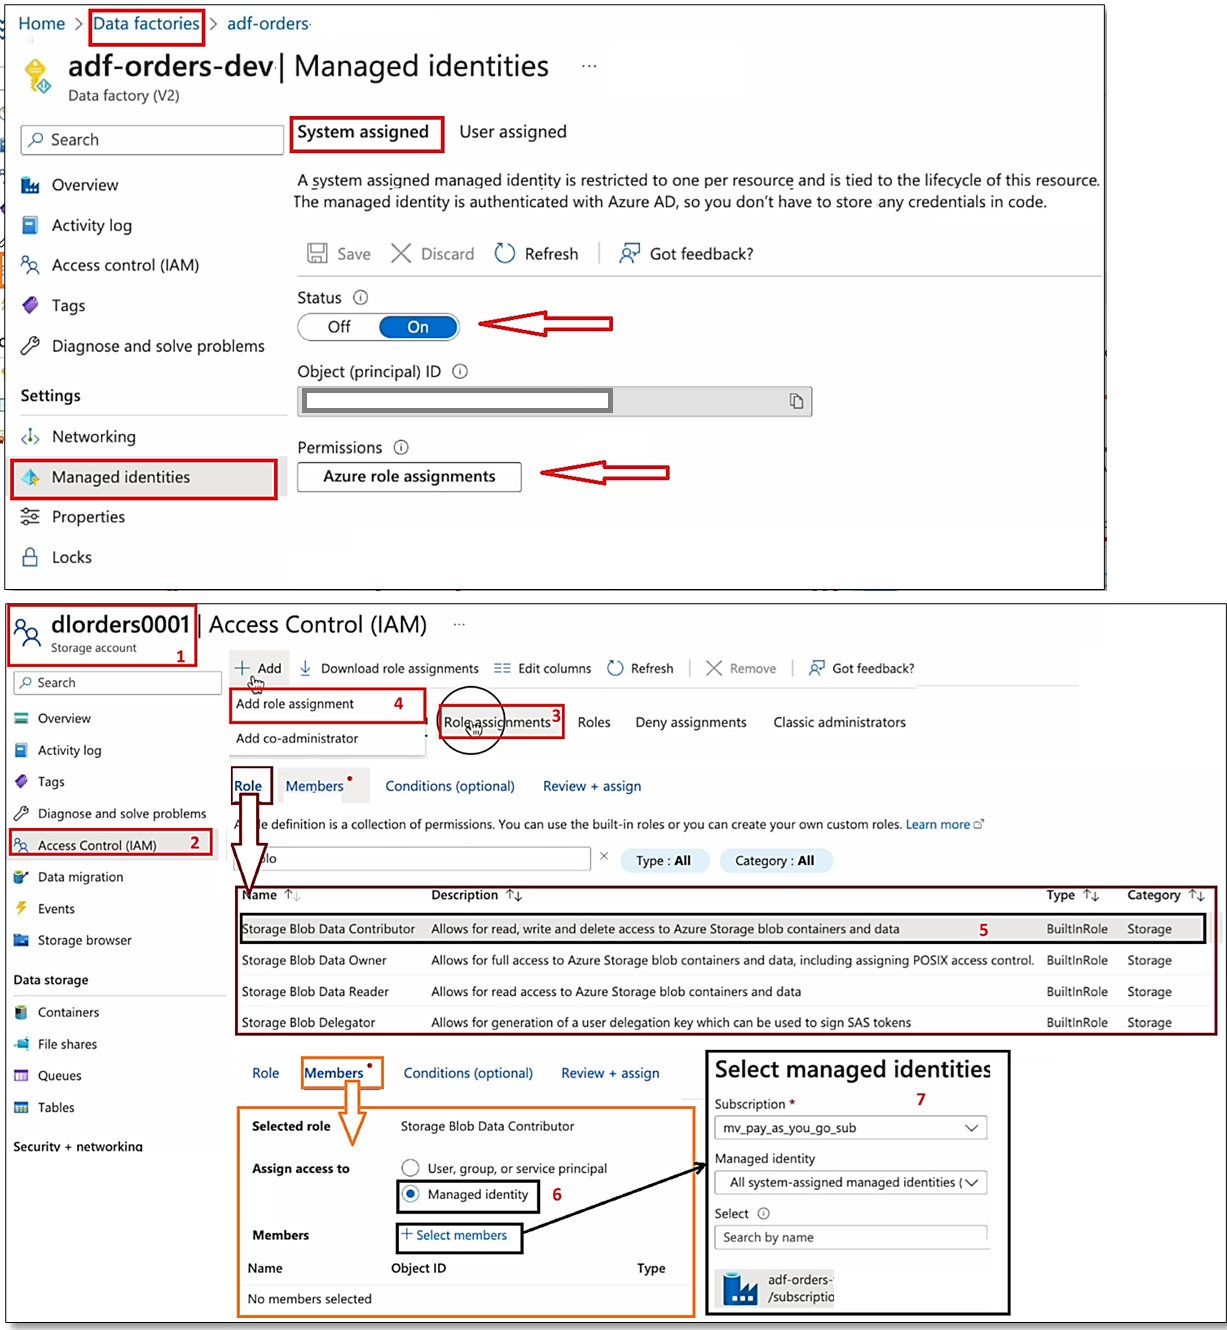 Home > Data factories > adf-orders-
adf-orders-dev | Managed identities ...
Data factory (V2)
Search
System assigned User assigned
A system assigned managed identity is restricted to one per resource and is tied to the lifecycle of this resource.
The managed identity is authenticated with Azure AD, so you don't have to store any credentials in code.
Overview
Activity log
Access control (IAM)
Tags
Diagnose and solve problems
Settings
Networking
Managed identities
Properties
Locks
Save Discard Refresh Got feedback?
Status
Off On
Object (principal) ID
Permissions
Azure role assignments
dlorders0001 | Access Control (IAM) ...
Storage account 1
Search
Overview
Activity log
Tags
Diagnose and solve problems
Access Control (IAM) 2
Data migration
Events
Storage browser
Data storage
Containers
File shares
Queues
Tables
Security + networking
+ Add Download role assignments Edit columns Refresh Remove Got feedback?
Add role assignment 4
Add co-administrator
Role assignments 3 Roles Deny assignments Classic administrators
Role Members Conditions (optional) Review + assign
definition is a collection of permissions. You can use the built-in roles or you can create your own custom roles. Learn more
lo Type : All Category : All
Name Description Type Category
Storage Blob Data Contributor Allows for read, write and delete access to Azure Storage blob containers and data 5 BuiltInRole Storage
Storage Blob Data Owner Allows for full access to Azure Storage blob containers and data, including assigning POSIX access control. BuiltInRole Storage
Storage Blob Data Reader Allows for read access to Azure Storage blob containers and data BuiltInRole Storage
Storage Blob Delegator Allows for generation of a user delegation key which can be used to sign SAS tokens BuiltInRole Storage
Role Members Conditions (optional) Review + assign
Selected role Storage Blob Data Contributor
Assign access to User, group, or service principal
Managed identity 6
Members + Select members
Name Object ID Type
No members selected
Select managed identities
7
Subscription *
mv_pay_as_you_go_sub
Managed identity
All system-assigned managed identities (
Select
Search by name
adf-orders-
/subscriptio